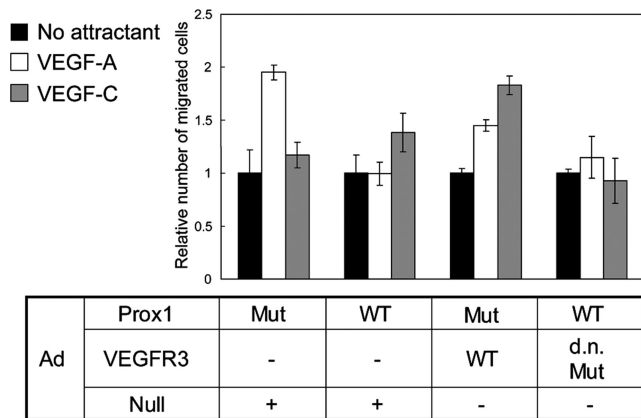 No attractant
VEGF-A
VEGF-C
Relative number of migrated cells
2.5
2
1.5
1
0.5
0
Ad
Prox1 Mut WT Mut WT
VEGFR3 - - WT d.n.
Mut
Null + + - -